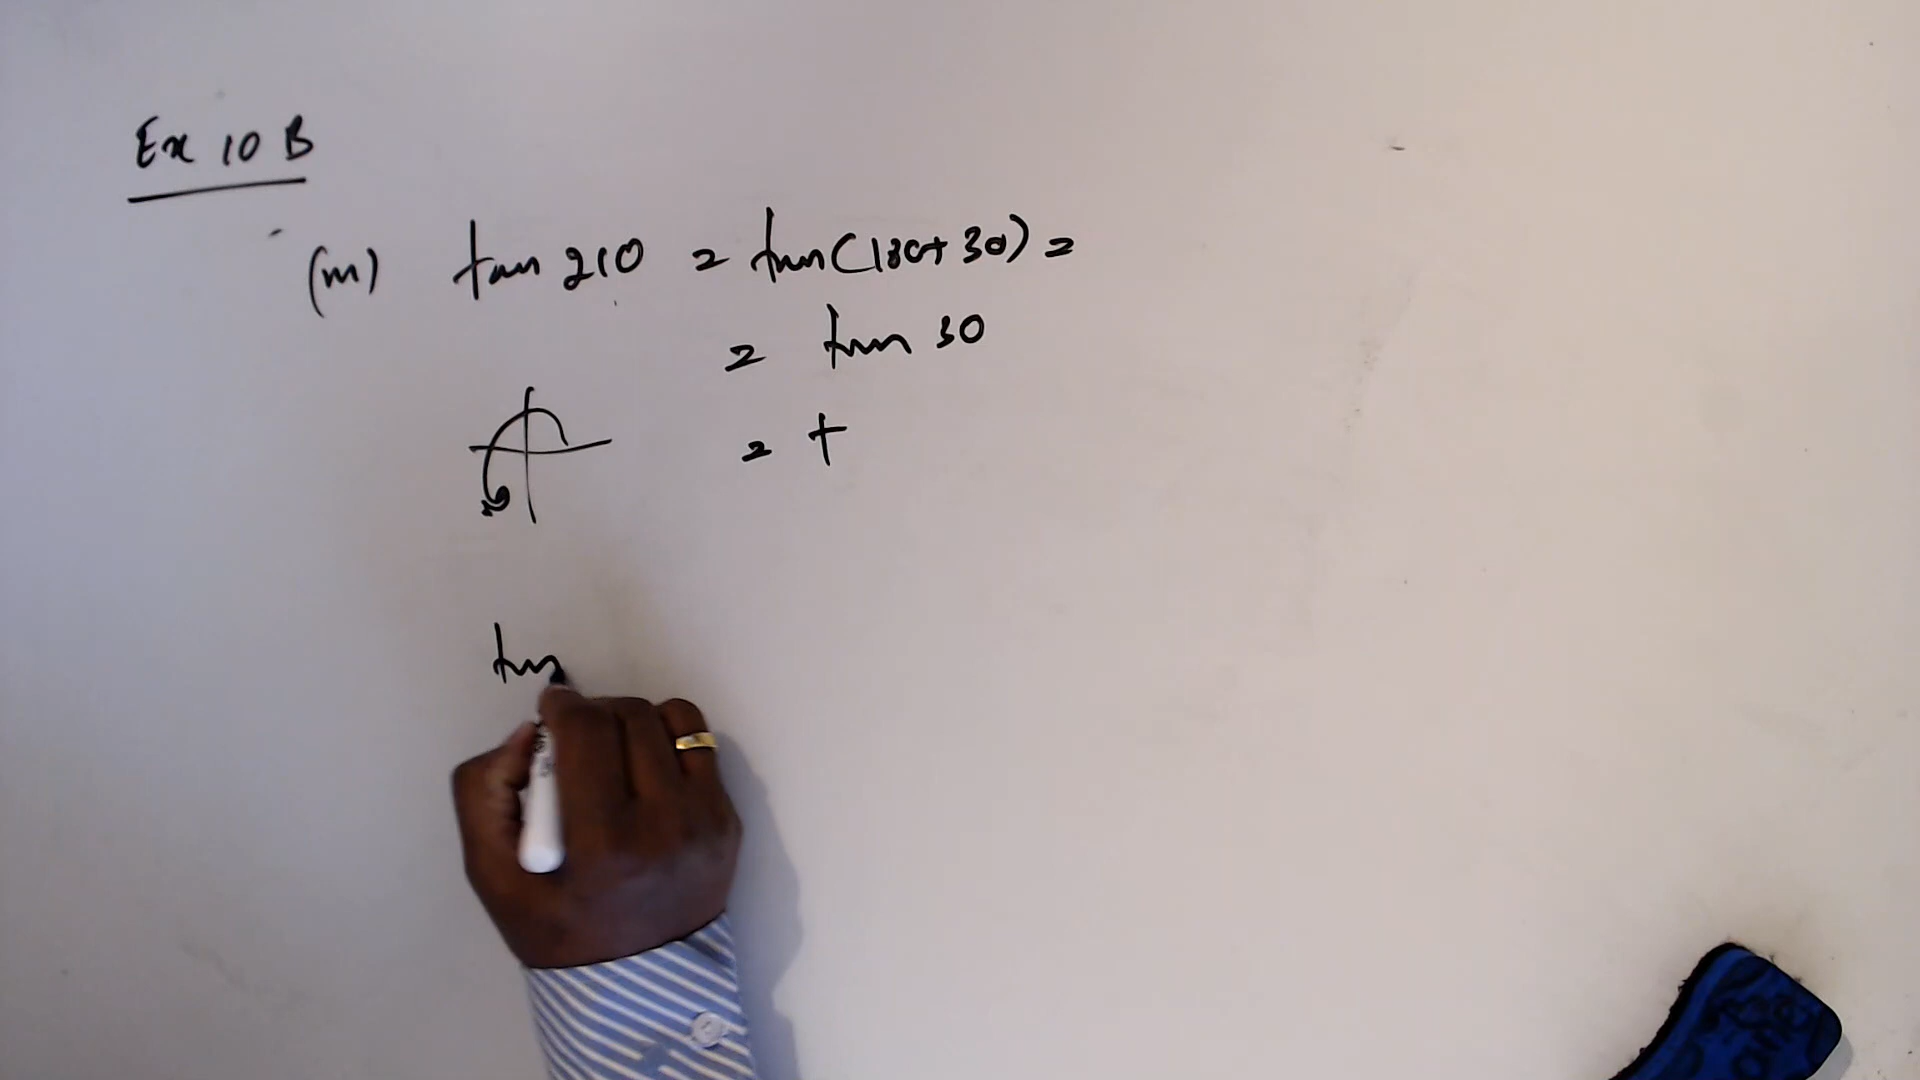 Ex 10 B
(m) tan 210 = tan(180+30) =
= tan 30
= +
tan